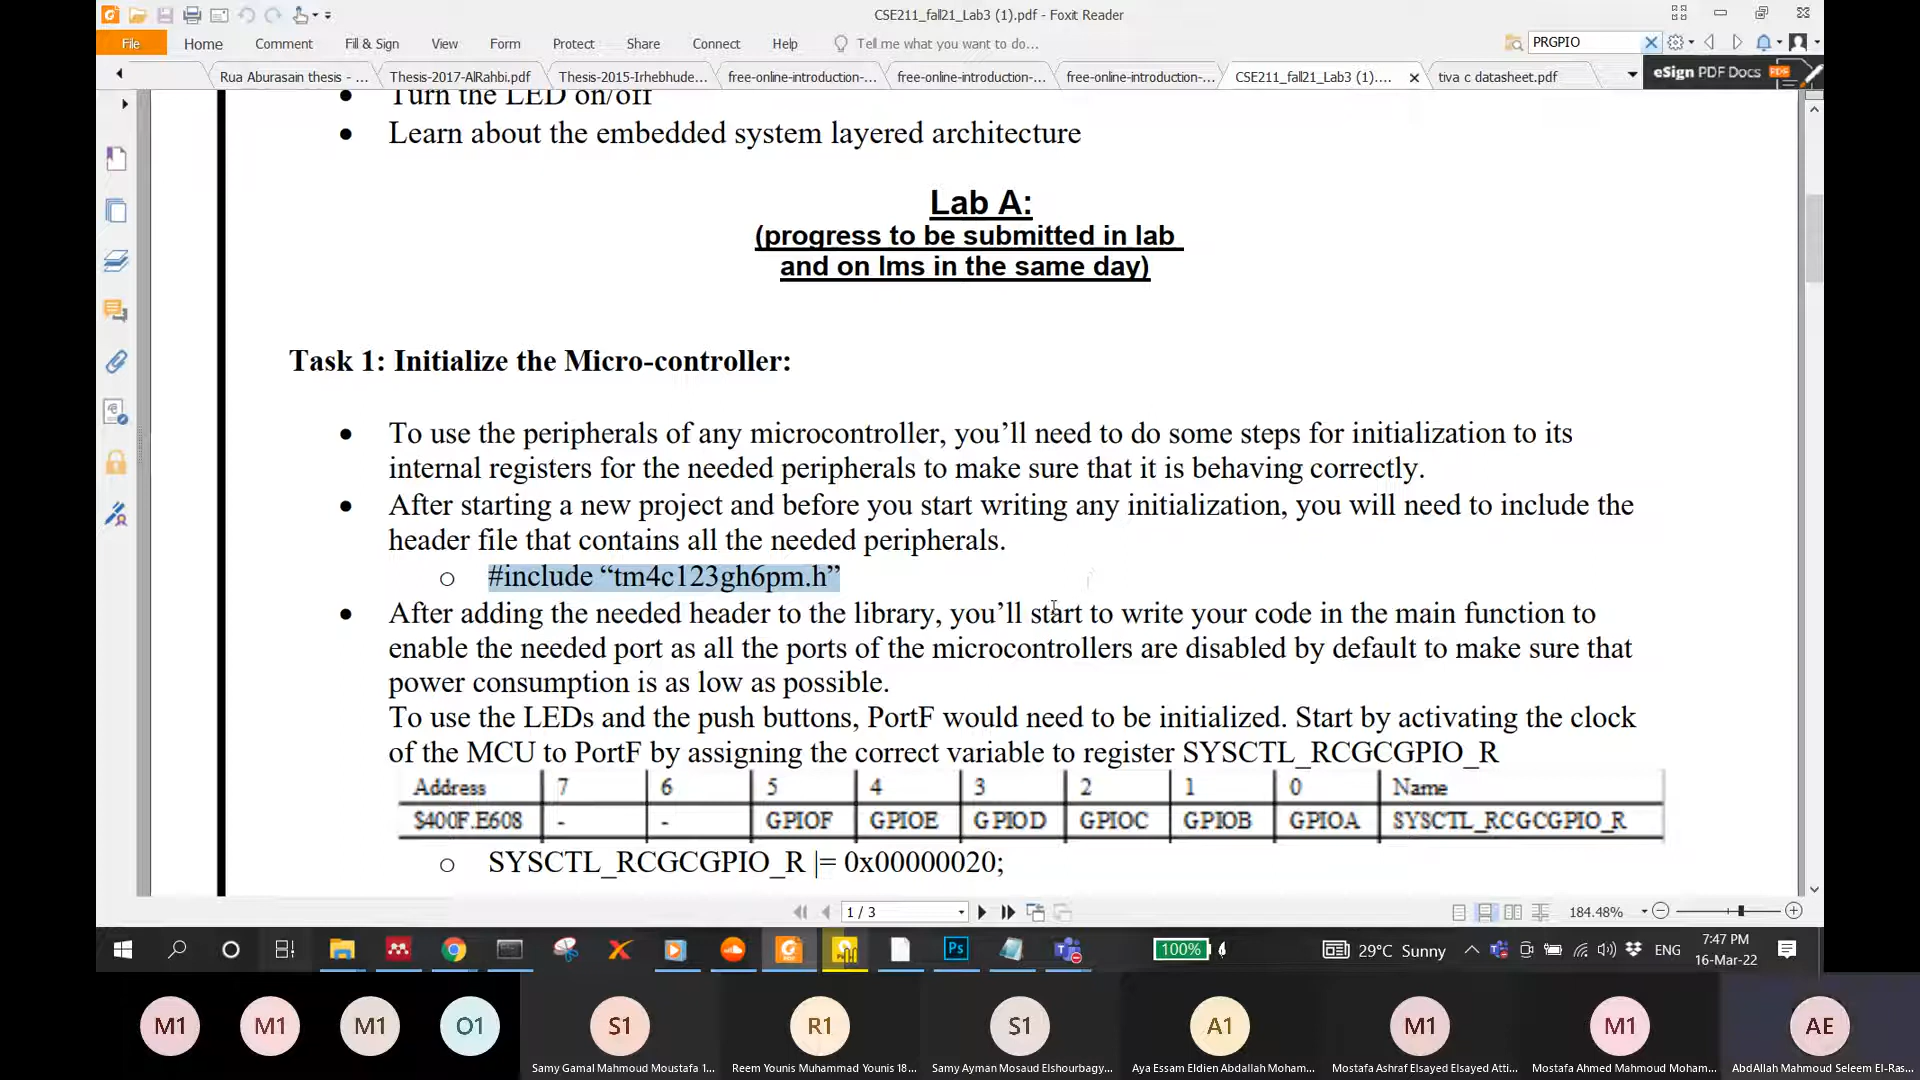 CSE211_fall21_Lab3 (1).pdf - Foxit Reader
File Home Comment Fill & Sign View Form Protect Share Connect Help Tell me what you want to do... PRGPIO
Rua Aburasain thesis - ... Thesis-2017-AlRahbi.pdf Thesis-2015-Irhebhude... free-online-introduction-... free-online-introduction-... free-online-introduction-... CSE211_fall21_Lab3 (1).... tiva c datasheet.pdf eSign PDF Docs
• Turn the LED on/off
• Learn about the embedded system layered architecture
Lab A:
(progress to be submitted in lab
and on lms in the same day)
Task 1: Initialize the Micro-controller:
• To use the peripherals of any microcontroller, you’ll need to do some steps for initialization to its
internal registers for the needed peripherals to make sure that it is behaving correctly.
• After starting a new project and before you start writing any initialization, you will need to include the
header file that contains all the needed peripherals.
o #include “tm4c123gh6pm.h”
• After adding the needed header to the library, you’ll start to write your code in the main function to
enable the needed port as all the ports of the microcontrollers are disabled by default to make sure that
power consumption is as low as possible.
To use the LEDs and the push buttons, PortF would need to be initialized. Start by activating the clock
of the MCU to PortF by assigning the correct variable to register SYSCTL_RCGCGPIO_R
Address 7 6 5 4 3 2 1 0 Name
$400F.E608 - - GPIOF GPIOE GPIOD GPIOC GPIOB GPIOA SYSCTL_RCGCGPIO_R
o SYSCTL_RCGCGPIO_R |= 0x00000020;
1 / 3 184.48%
100% 29°C Sunny ENG 7:47 PM
16-Mar-22
M1 M1 M1 O1 S1 R1 S1 A1 M1 M1 AE
Samy Gamal Mahmoud Moustafa 1... Reem Younis Muhammad Younis 18... Samy Ayman Mosaud Elshourbagy... Aya Essam Eldien Abdallah Moham... Mostafa Ashraf Elsayed Elsayed Atti... Mostafa Ahmed Mahmoud Moham... AbdAllah Mahmoud Seleem El-Ras...